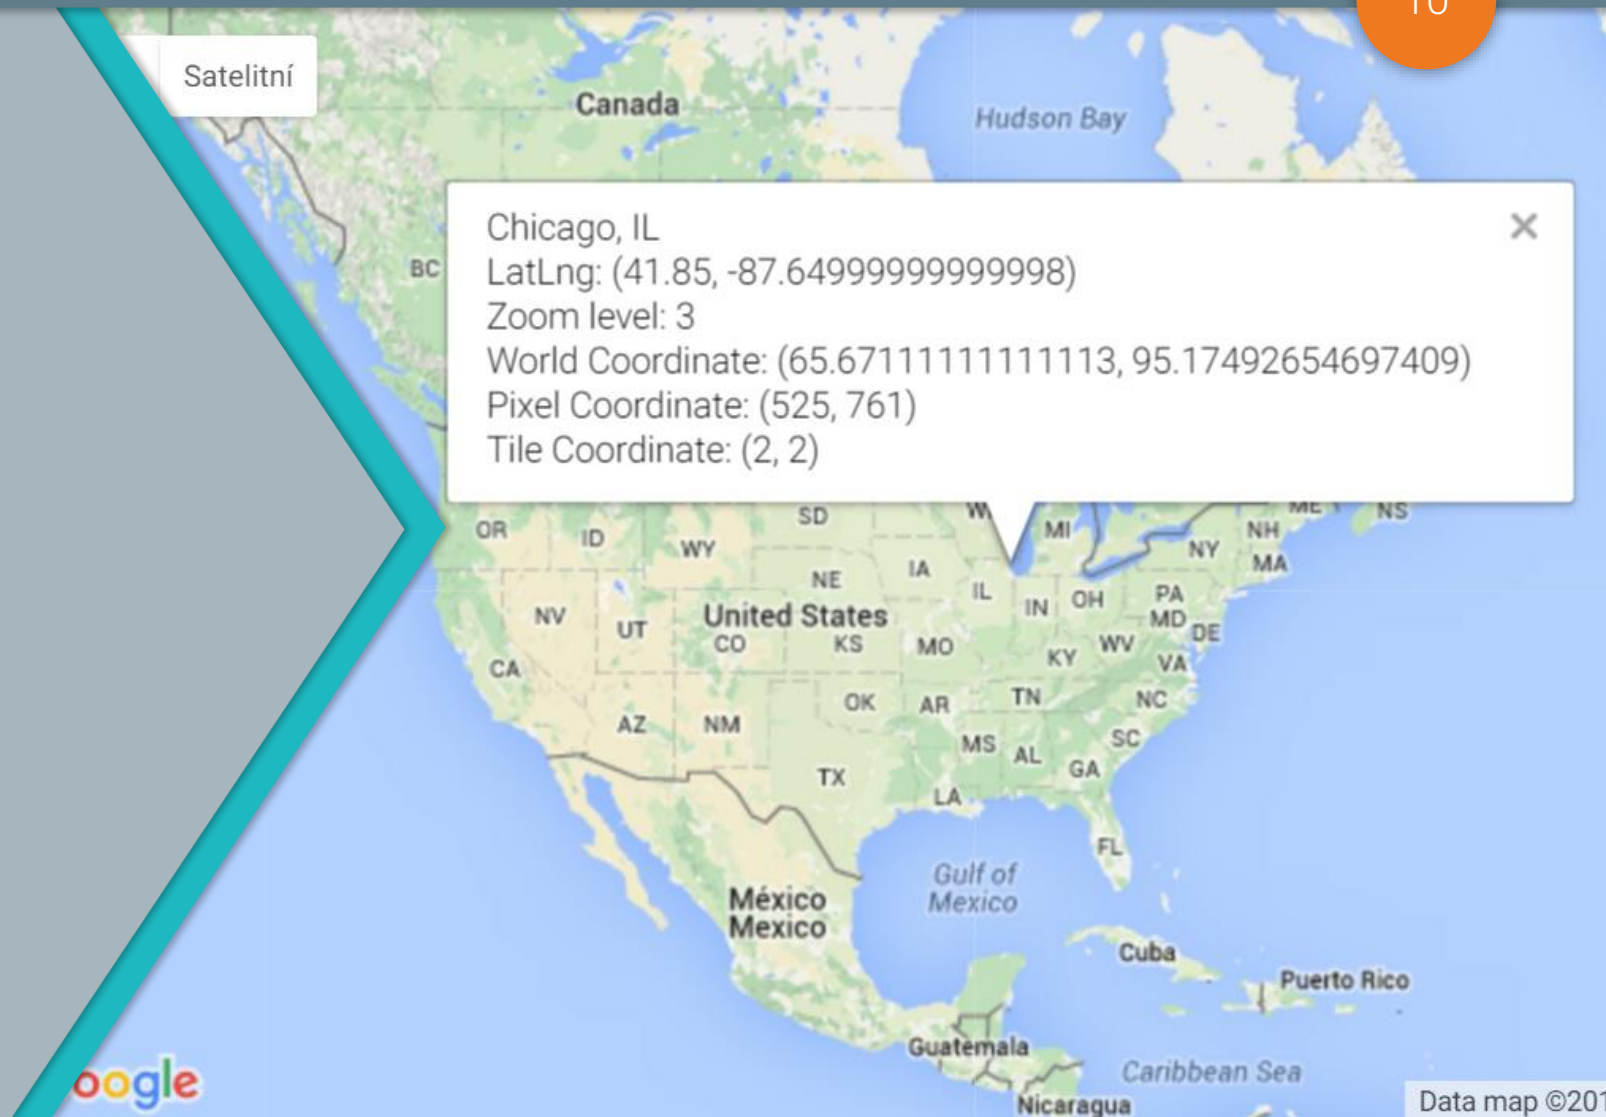 10
Satelitní
Canada
Hudson Bay
Chicago, IL
LatLng: (41.85, -87.64999999999998)
Zoom level: 3
World Coordinate: (65.67111111111113, 95.17492654697409)
Pixel Coordinate: (525, 761)
Tile Coordinate: (2, 2)
BC
OR
ID
SD
MI
ME
NS
NH
WY
NY
MA
NE
IA
IL
IN
OH
PA
MD
DE
NV
UT
United States
CO
KS
MO
KY
WV
VA
CA
OK
AR
TN
NC
AZ
NM
MS
AL
SC
GA
TX
LA
FL
Gulf of
Mexico
México
Mexico
Cuba
Puerto Rico
Guatemala
Caribbean Sea
Nicaragua
oogle
Data map ©201